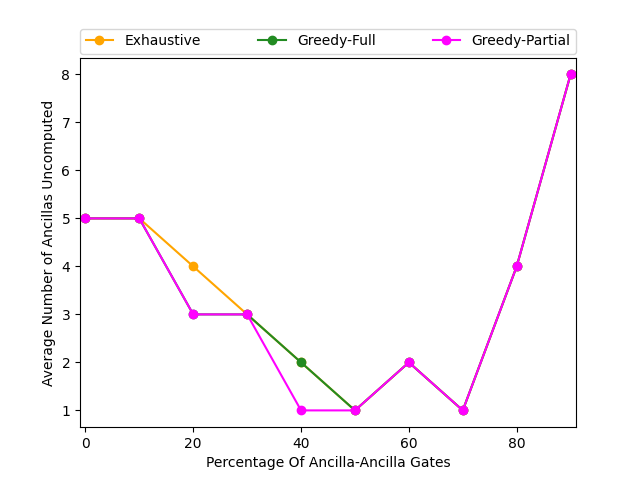 Exhaustive Greedy-Full Greedy-Partial
8
7
6
5
4
3
2
1
Average Number of Ancillas Uncomputed
0 20 40 60 80
Percentage Of Ancilla-Ancilla Gates